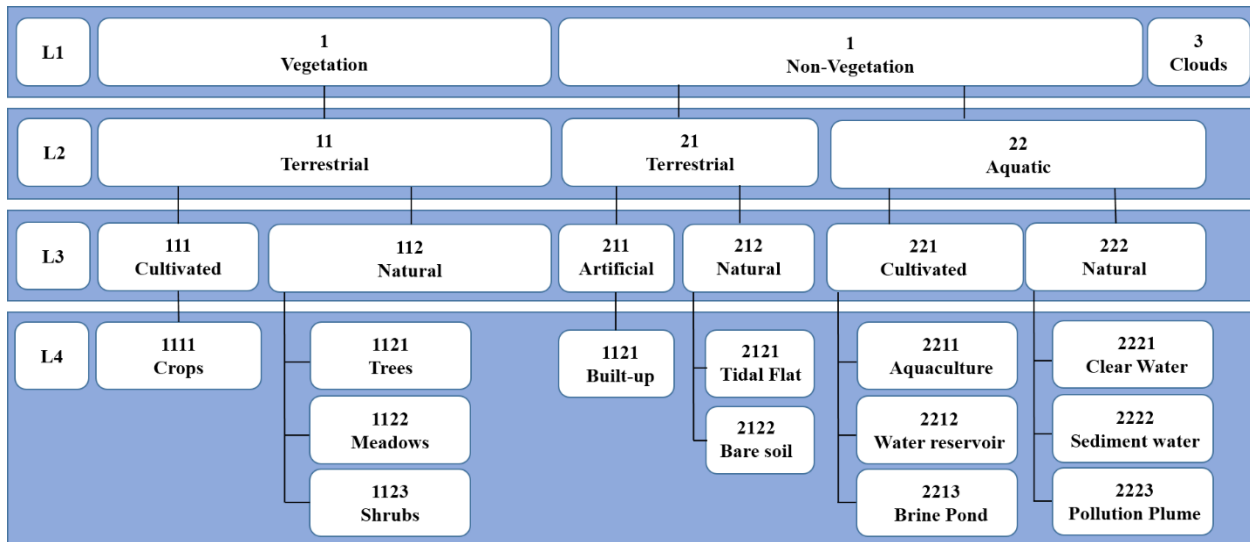 L1
1
Vegetation
1
Non-Vegetation
3
Clouds
L2
11
Terrestrial
21
Terrestrial
22
Aquatic
L3
111
Cultivated
112
Natural
211
Artificial
212
Natural
221
Cultivated
222
Natural
L4
1111
Crops
1121
Trees
1122
Meadows
1123
Shrubs
1121
Built-up
2121
Tidal Flat
2122
Bare soil
2211
Aquaculture
2212
Water reservoir
2213
Brine Pond
2221
Clear Water
2222
Sediment water
2223
Pollution Plume